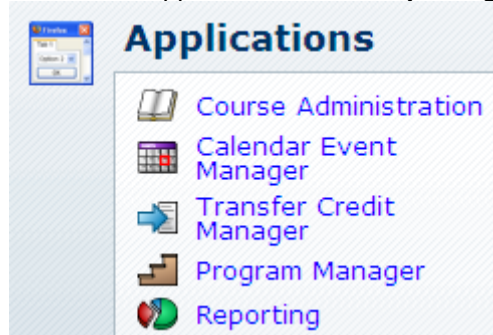 Applications
Course Administration
Calendar Event
Manager
Transfer Credit
Manager
Program Manager
Reporting